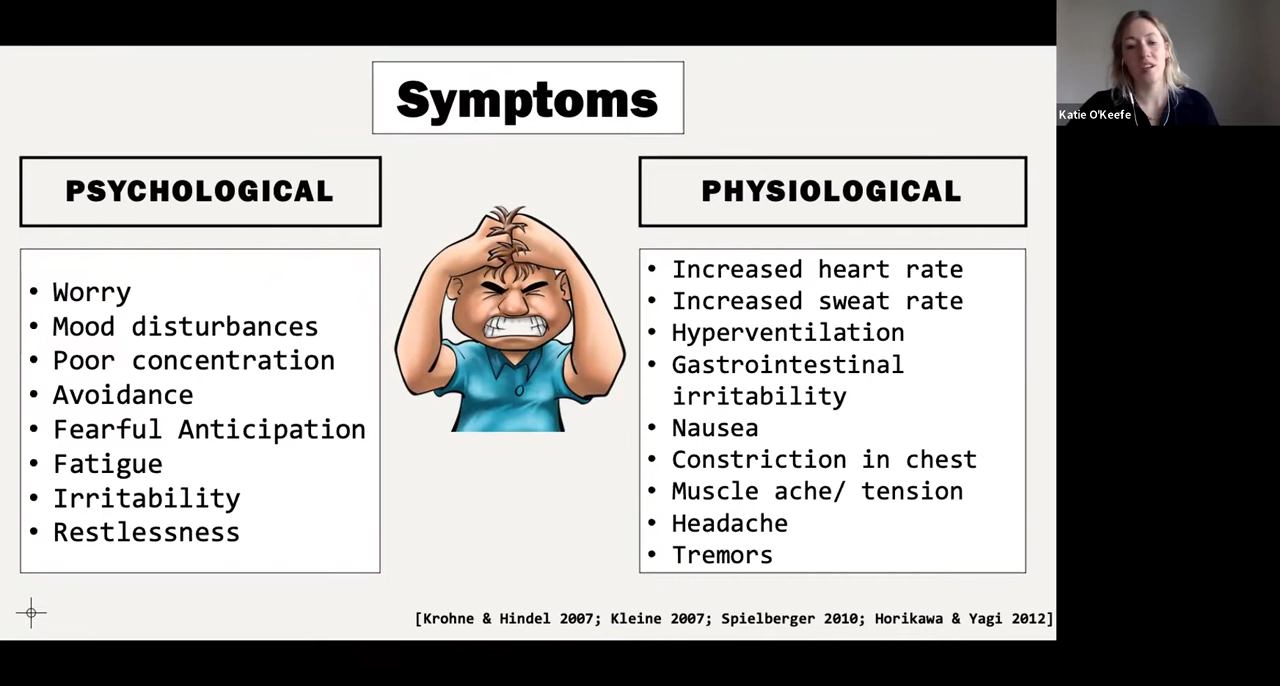 Symptoms
PSYCHOLOGICAL
• Worry
• Mood disturbances
• Poor concentration
• Avoidance
• Fearful Anticipation
• Fatigue
• Irritability
• Restlessness
PHYSIOLOGICAL
• Increased heart rate
• Increased sweat rate
• Hyperventilation
• Gastrointestinal
irritability
• Nausea
• Constriction in chest
• Muscle ache/ tension
• Headache
• Tremors
[Krohne & Hindel 2007; Kleine 2007; Spielberger 2010; Horikawa & Yagi 2012]
Katie O'Keefe